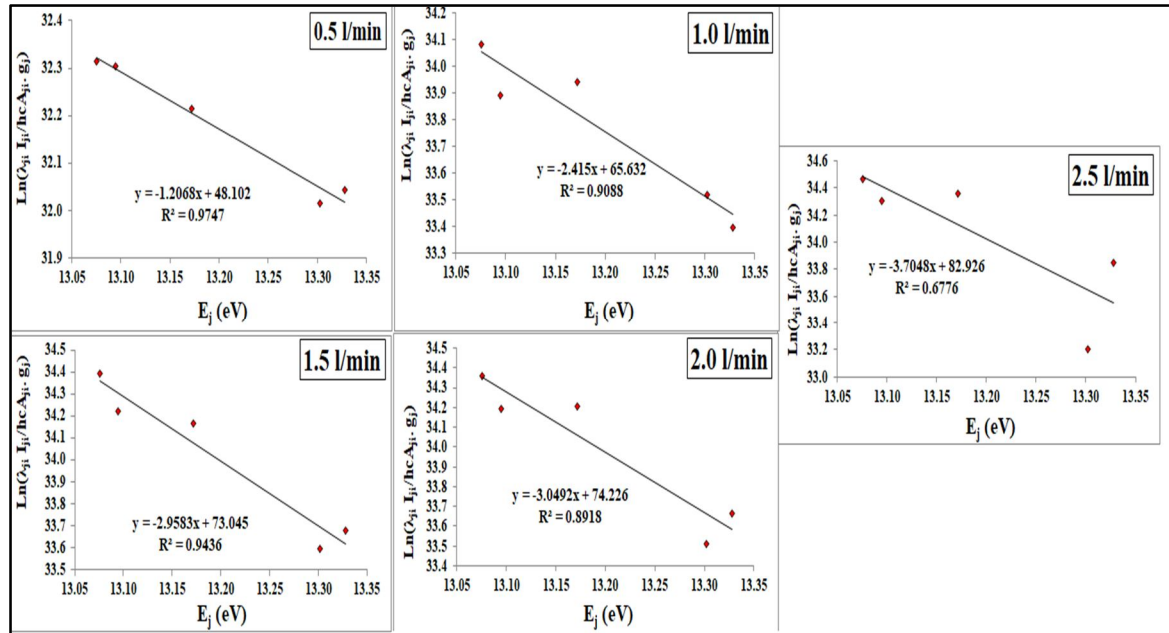 0.5 l/min
Ln(λji Iji/hcAji. gj)
32.4
32.3
32.2
32.1
32.0
31.9
y = -1.2068x + 48.102
R² = 0.9747
13.05 13.10 13.15 13.20 13.25 13.30 13.35
Ej (eV)
1.0 l/min
Ln(λji Iji/hcAji. gj)
34.2
34.1
34.0
33.9
33.8
33.7
33.6
33.5
33.4
33.3
y = -2.415x + 65.632
R² = 0.9088
13.05 13.10 13.15 13.20 13.25 13.30 13.35
Ej (eV)
2.5 l/min
Ln(λji Iji/hcAji. gj)
34.6
34.4
34.2
34.0
33.8
33.6
33.4
33.2
33.0
y = -3.7048x + 82.926
R² = 0.6776
13.05 13.10 13.15 13.20 13.25 13.30 13.35
Ej (eV)
1.5 l/min
Ln(λji Iji/hcAji. gj)
34.5
34.4
34.3
34.2
34.1
34.0
33.9
33.8
33.7
33.6
33.5
y = -2.9583x + 73.045
R² = 0.9436
13.05 13.10 13.15 13.20 13.25 13.30 13.35
Ej (eV)
2.0 l/min
Ln(λji Iji/hcAji. gj)
34.5
34.4
34.3
34.2
34.1
34.0
33.9
33.8
33.7
33.6
33.5
33.4
y = -3.0492x + 74.226
R² = 0.8918
13.05 13.10 13.15 13.20 13.25 13.30 13.35
Ej (eV)